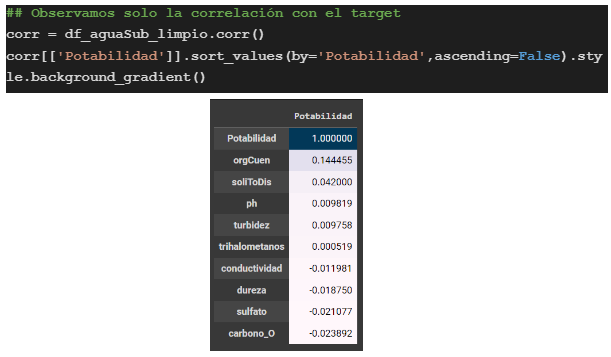 ## Observamos solo la correlación con el target
corr = df_aguaSub_limpio.corr()
corr[['Potabilidad']].sort_values(by='Potabilidad',ascending=False).sty
le.background_gradient()
Potabilidad
Potabilidad 1.000000
orgCuen 0.144455
soliToDis 0.042000
ph 0.009819
turbidez 0.009758
trihalometanos 0.000519
conductividad -0.011981
dureza -0.018750
sulfato -0.021077
carbono_O -0.023892